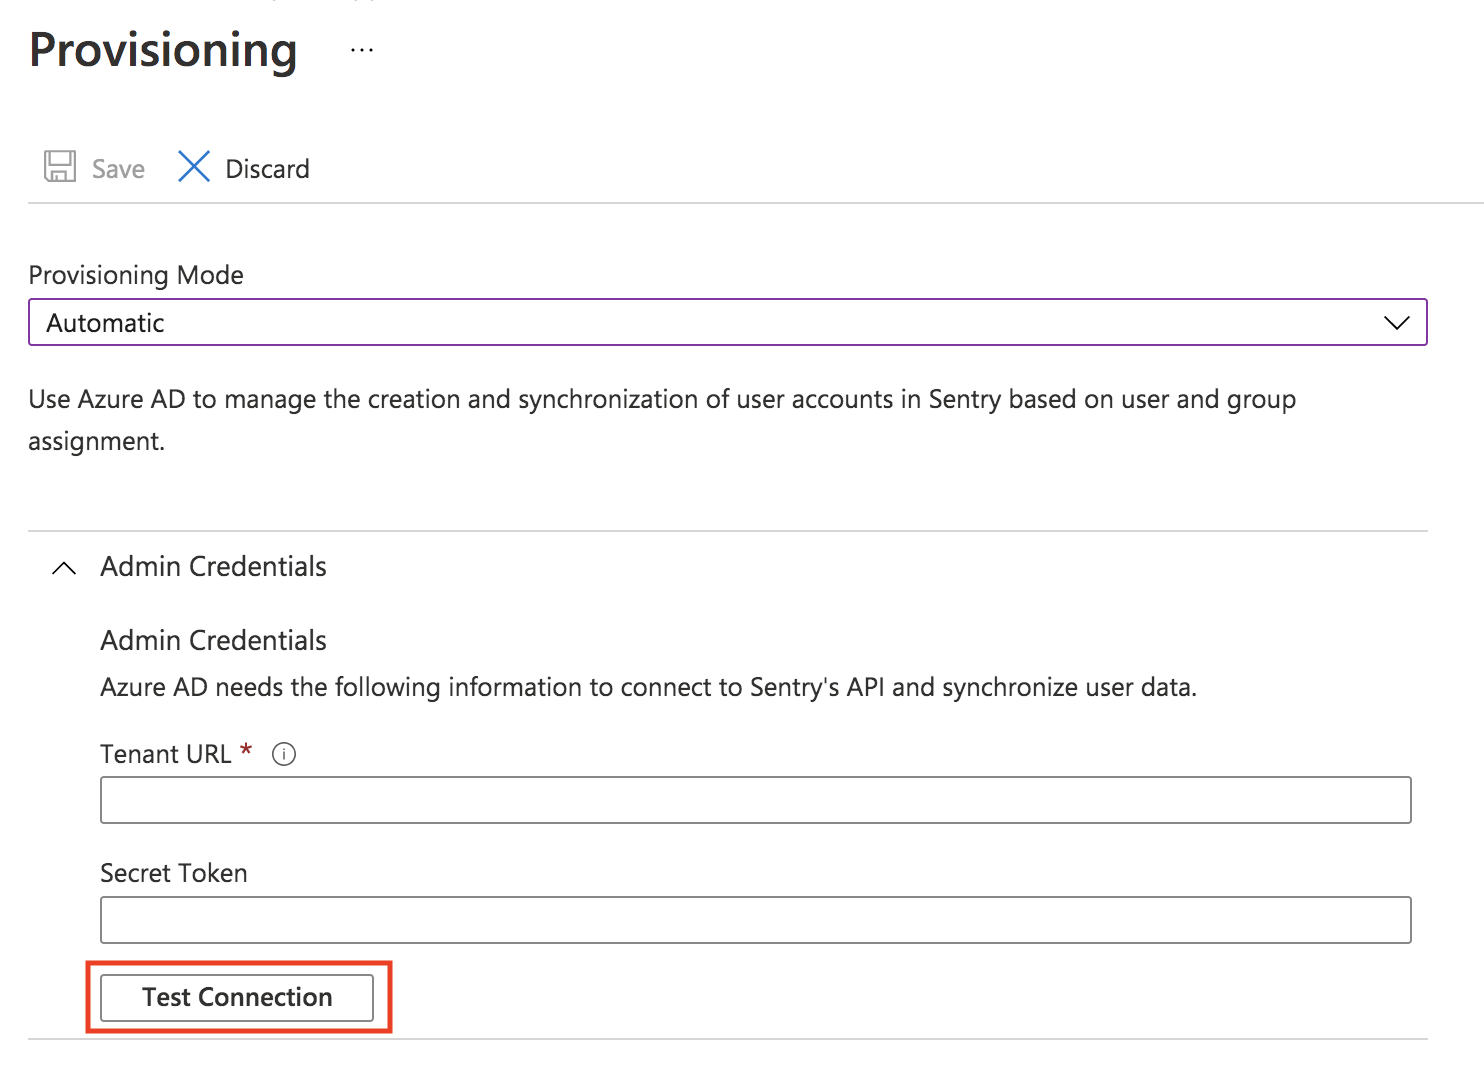 Provisioning ...
Save Discard
Provisioning Mode
Automatic
Use Azure AD to manage the creation and synchronization of user accounts in Sentry based on user and group
assignment.
Admin Credentials
Admin Credentials
Azure AD needs the following information to connect to Sentry's API and synchronize user data.
Tenant URL *
Secret Token
Test Connection